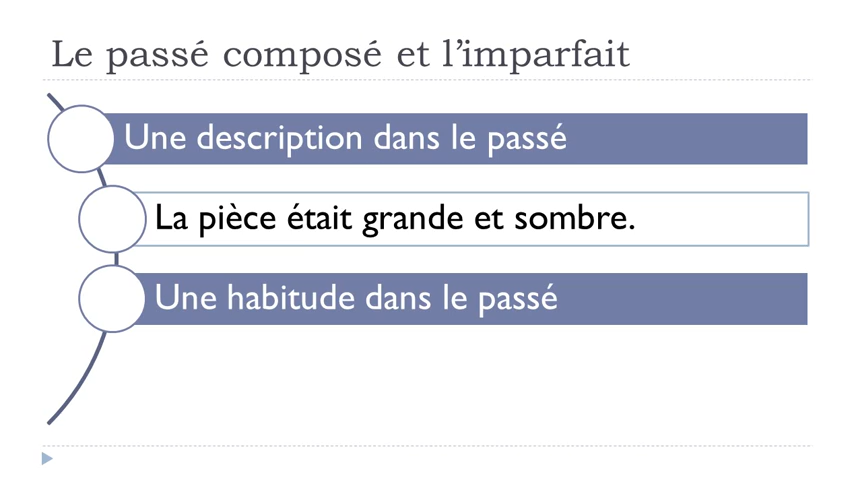 Le passé composé et l’imparfait
Une description dans le passé
La pièce était grande et sombre.
Une habitude dans le passé